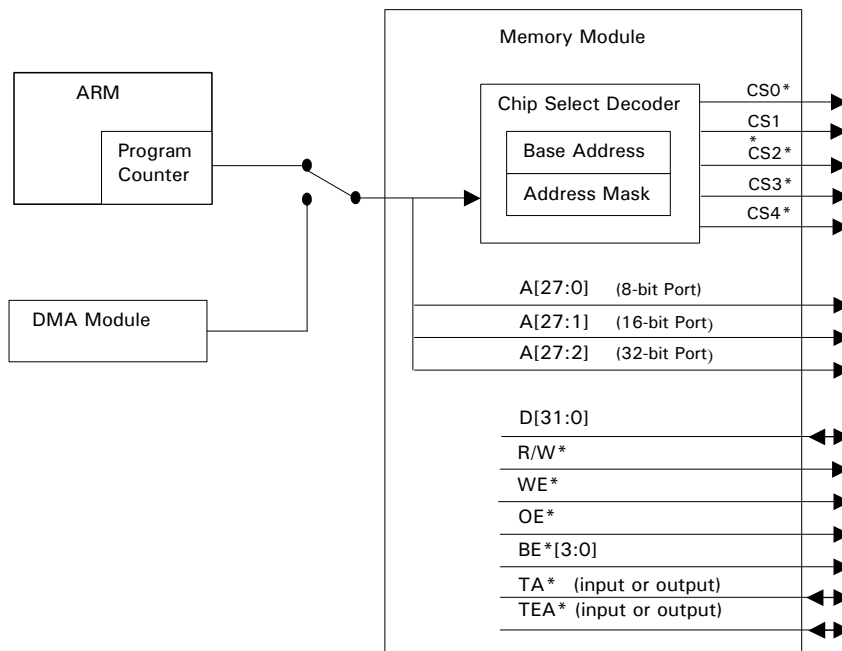 Memory Module
ARM
Program
Counter
DMA Module
Chip Select Decoder
Base Address
Address Mask
CS0*
CS1
*
CS2*
CS3*
CS4*
A[27:0] (8-bit Port)
A[27:1] (16-bit Port)
A[27:2] (32-bit Port)
D[31:0]
R/W*
WE*
OE*
BE*[3:0]
TA* (input or output)
TEA* (input or output)